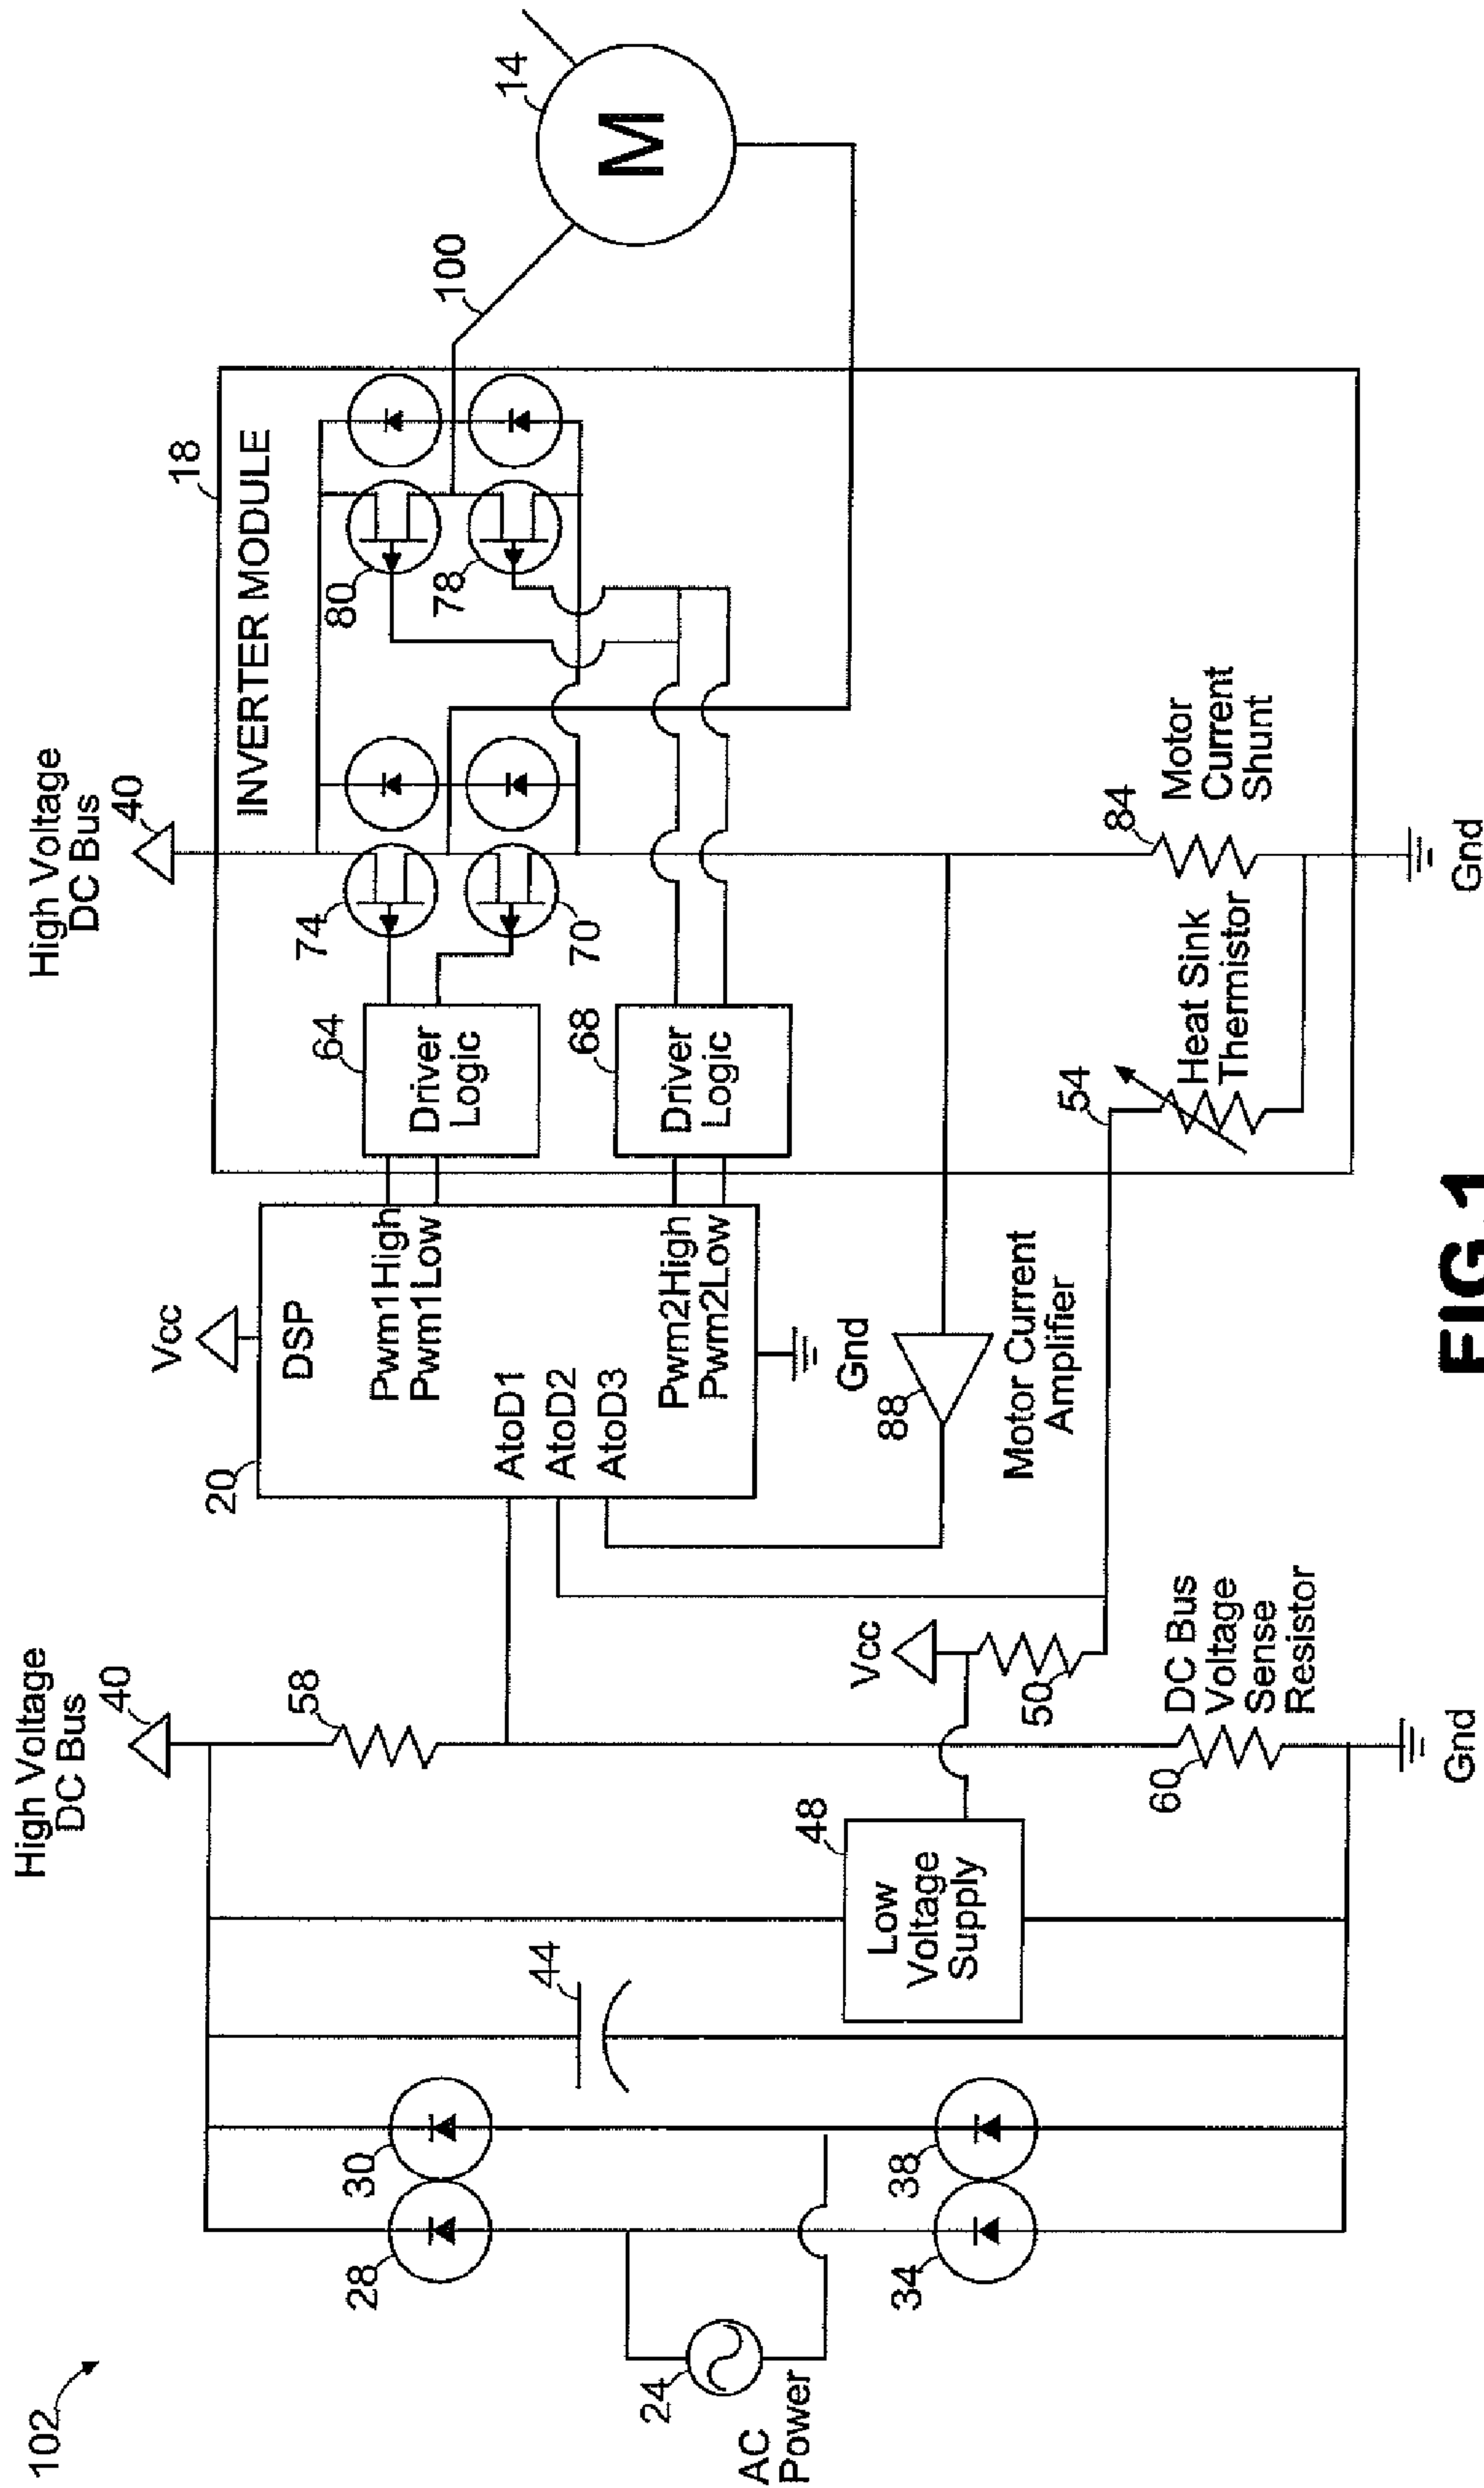 102
High Voltage
DC Bus
40
High Voltage
DC Bus
40
Vcc
20
DSP
Pwm1High
Pwm1Low
AtoD1
AtoD2
AtoD3
Pwm2High
Pwm2Low
Gnd
18
INVERTER MODULE
64
Driver
Logic
68
Driver
Logic
74
70
80
78
100
14
M
28
30
34
38
24
AC
Power
44
48
Low
Voltage
Supply
58
Vcc
50
60
DC Bus
Voltage
Sense
Resistor
Gnd
88
Motor Current
Amplifier
54
Heat Sink
Thermistor
84
Motor
Current
Shunt
Gnd
FIG.1